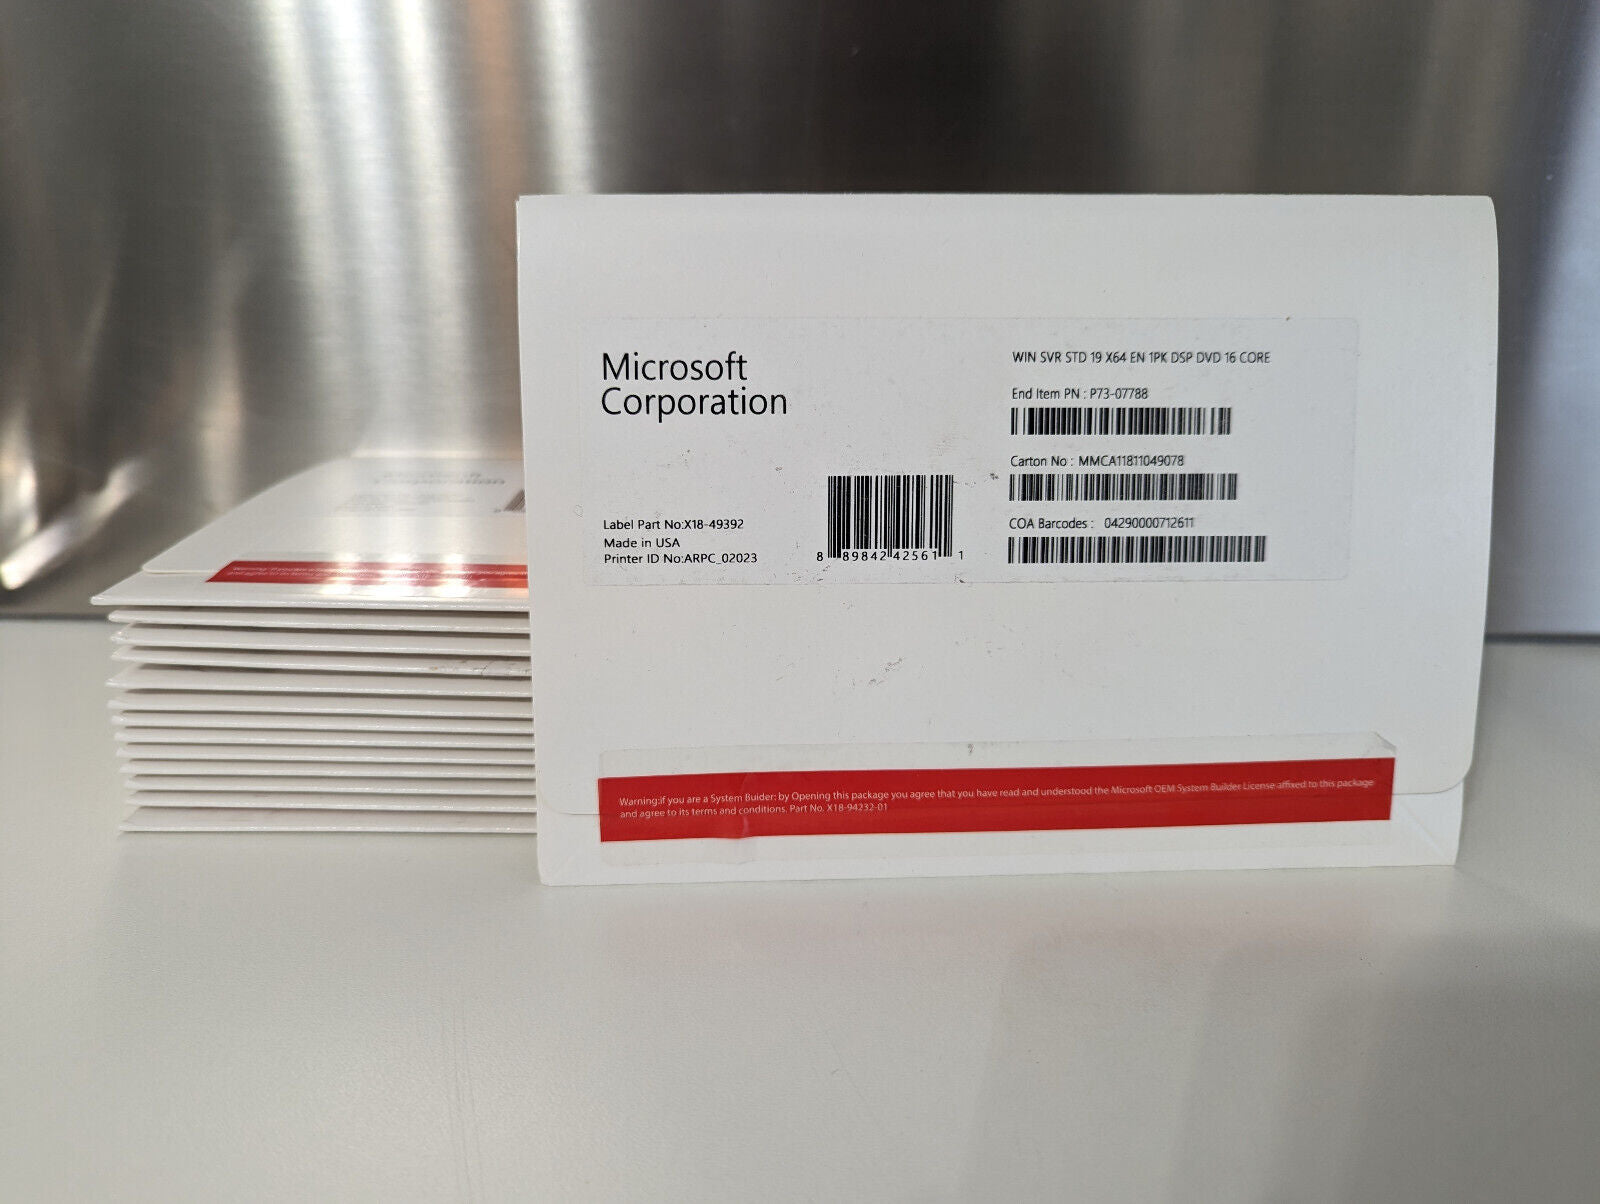 Microsoft
Corporation
Label Part No:X18-49392
Made in USA
Printer ID No:ARPC_02023
8 89842 42561 1
WIN SVR STD 19 X64 EN 1PK DSP DVD 16 CORE
End Item PN : P73-07788
Carton No : MMCA11811049078
COA Barcodes : 04290000712611
Warning:if you are a System Buider: by Opening this package you agree that you have read and understood the Microsoft OEM System Builder License affixed to this package
and agree to its terms and conditions. Part No. X18-94232-01